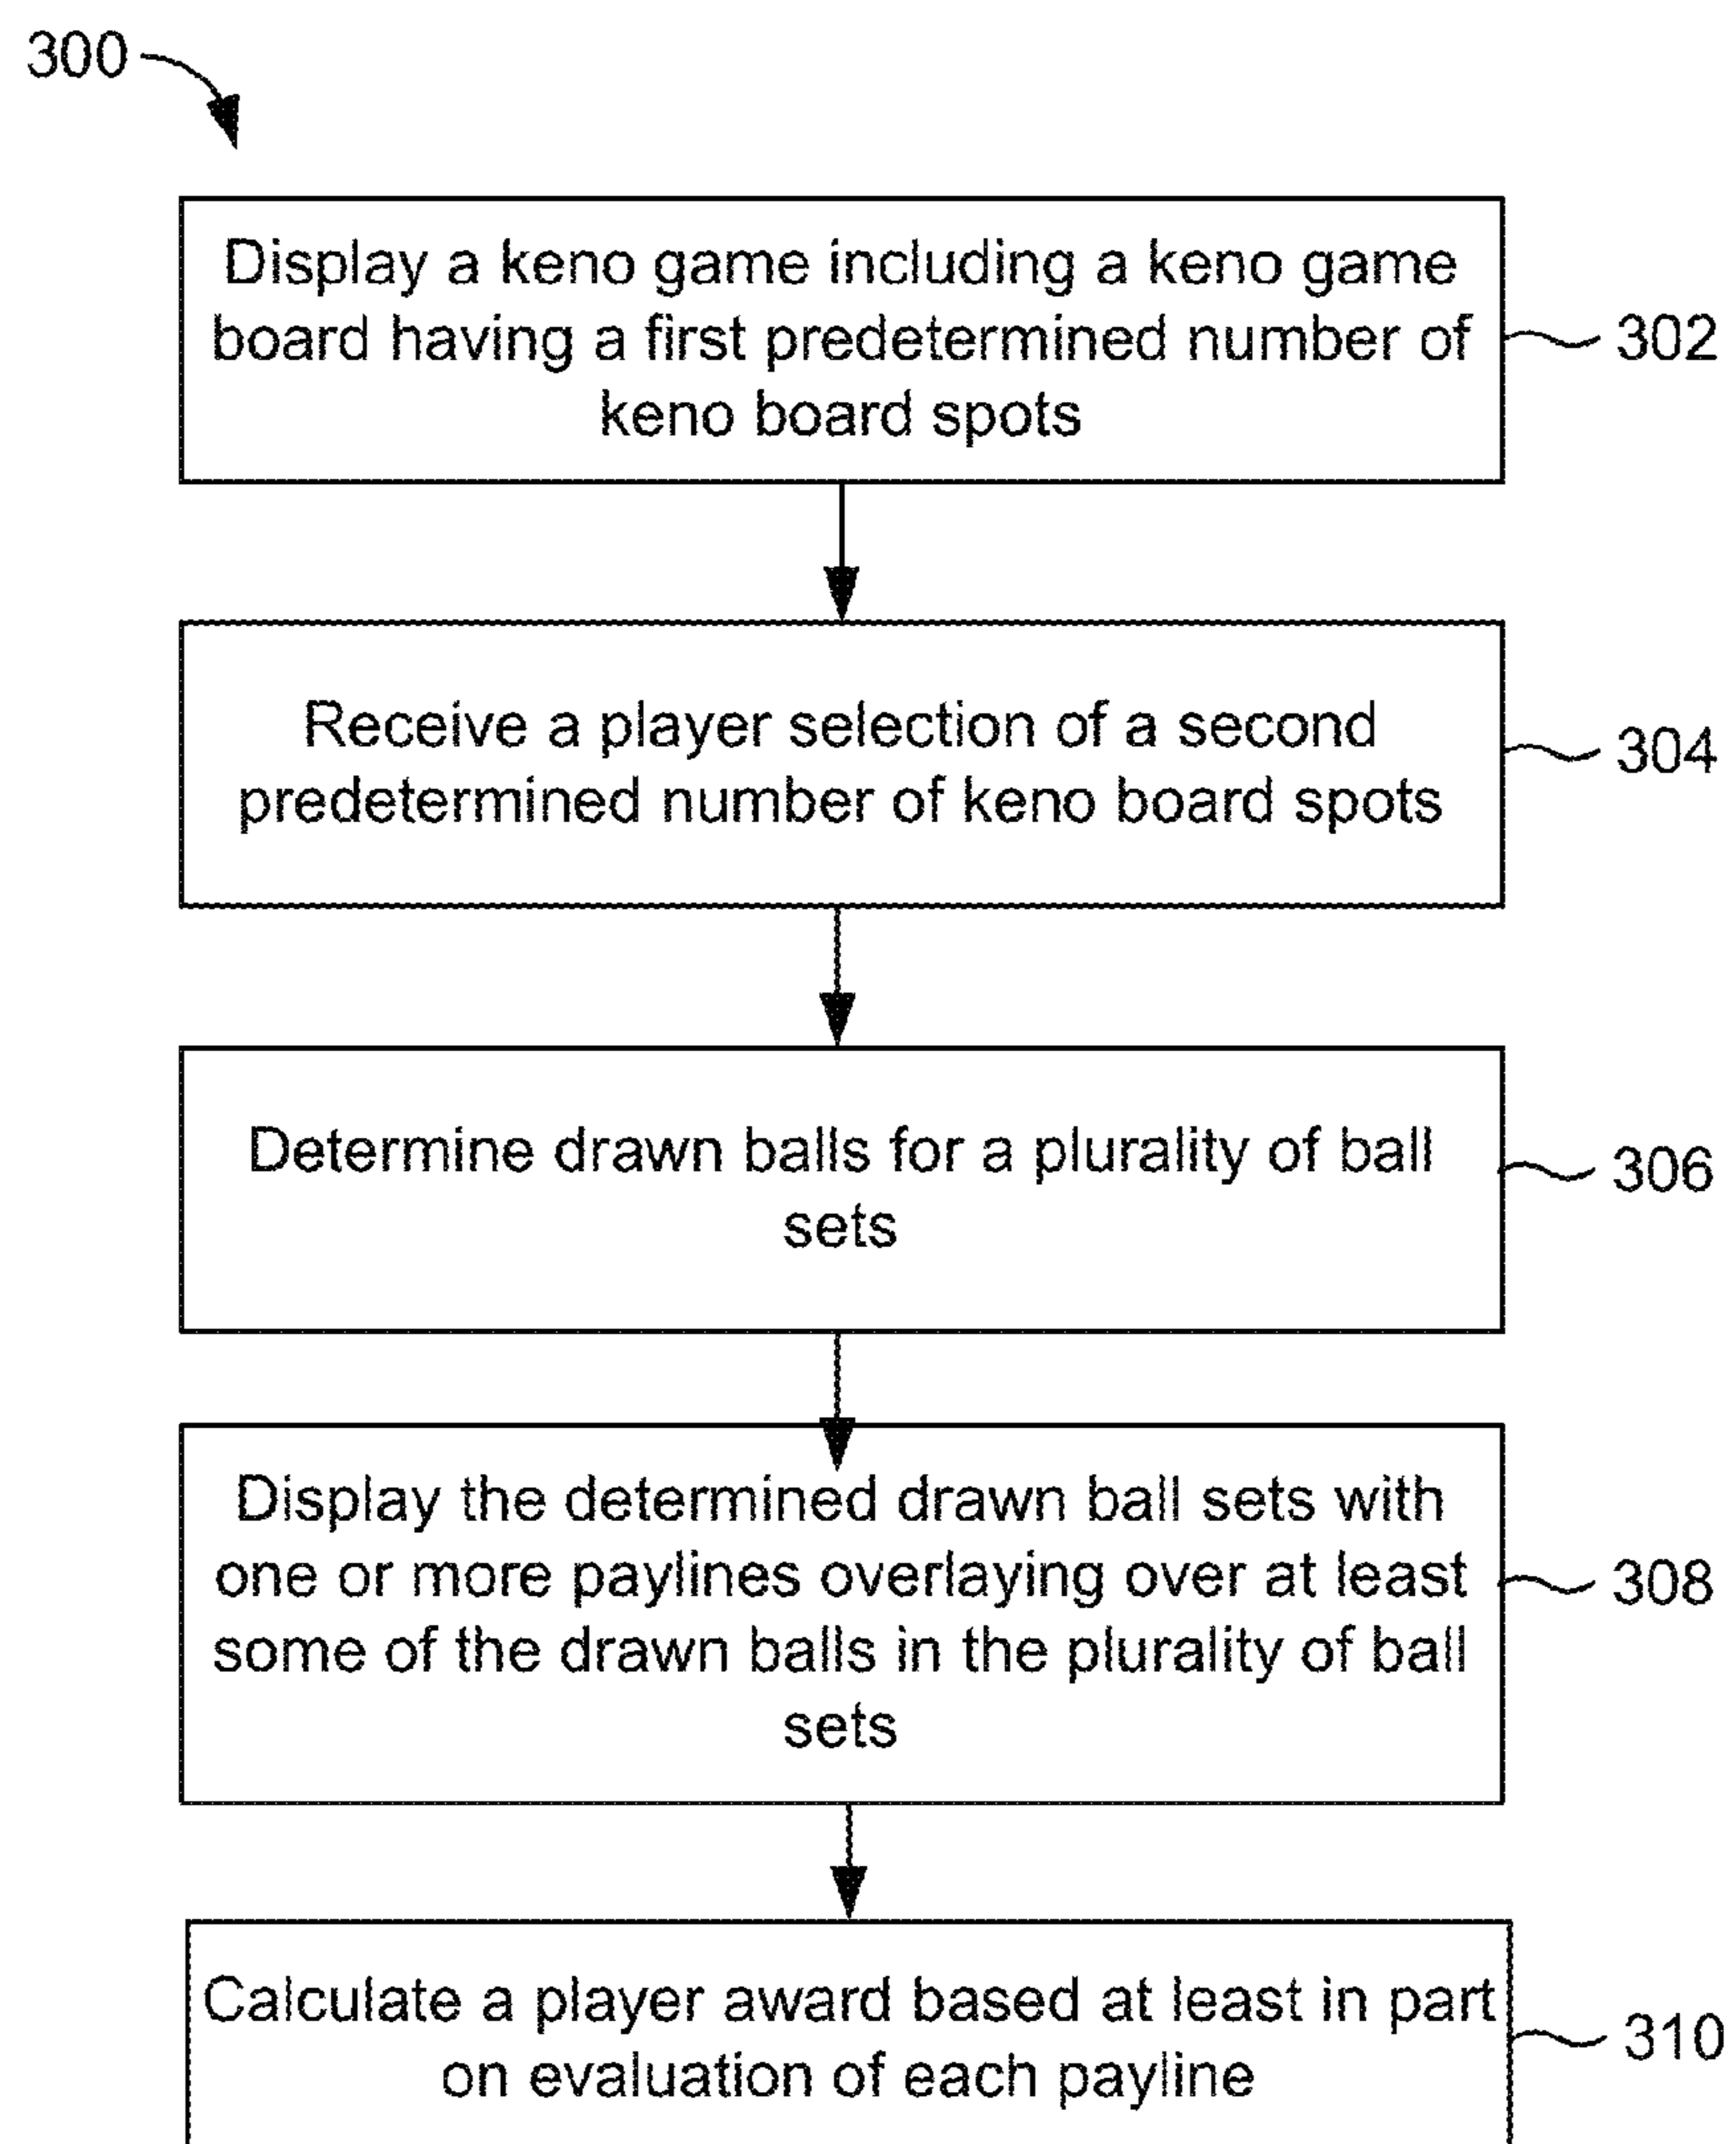 300
Display a keno game including a keno game
board having a first predetermined number of
keno board spots
302
Receive a player selection of a second
predetermined number of keno board spots
304
Determine drawn balls for a plurality of ball
sets
306
Display the determined drawn ball sets with
one or more paylines overlaying over at least
some of the drawn balls in the plurality of ball
sets
308
Calculate a player award based at least in part
on evaluation of each payline
310